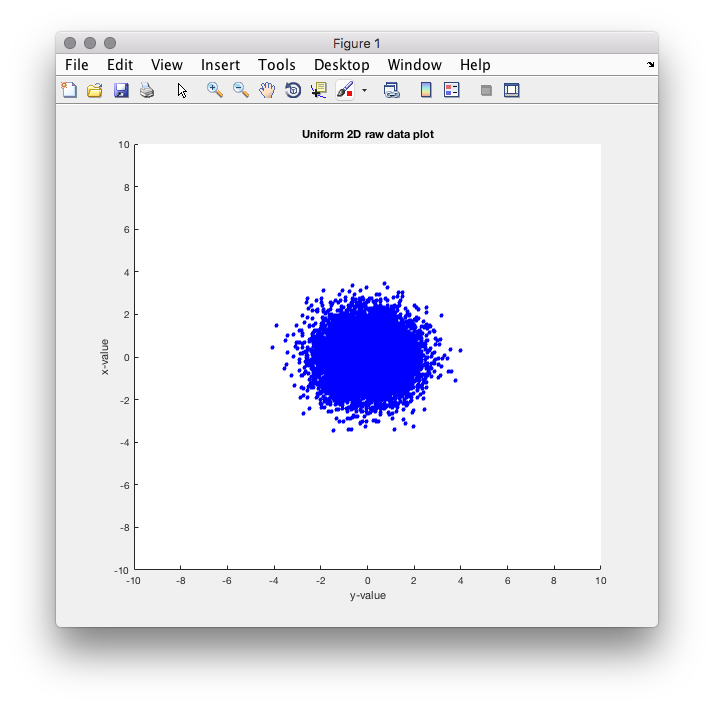 Figure 1
File Edit View Insert Tools Desktop Window Help
Uniform 2D raw data plot
10
8
6
4
2
0
-2
-4
-6
-8
-10
x-value
-10 -8 -6 -4 -2 0 2 4 6 8 10
y-value